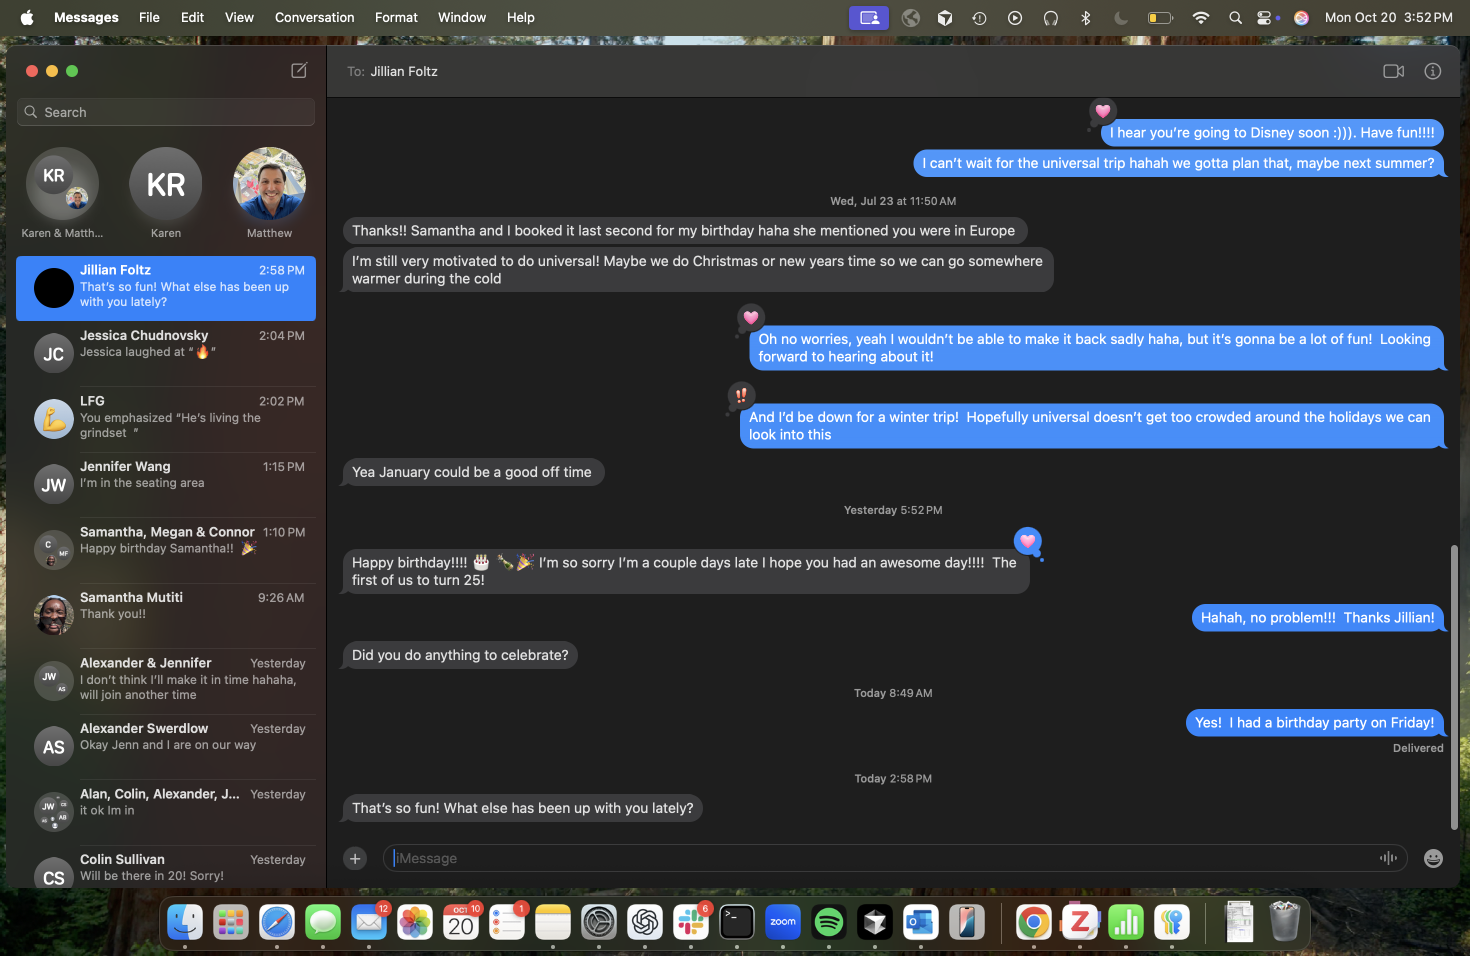 Messages File Edit View Conversation Format Window Help
Mon Oct 20 3:52 PM
Search
KR
Karen & Matth...
KR
Karen
Matthew
Jillian Foltz 2:58 PM
That's so fun! What else has been up
with you lately?
JC
Jessica Chudnovsky 2:04 PM
Jessica laughed at “🔥”
LFG 2:02 PM
You emphasized “He's living the
grindset ”
JW
Jennifer Wang 1:15 PM
I'm in the seating area
C
MF
Samantha, Megan & Connor 1:10 PM
Happy birthday Samantha!! 🎉
Samantha Mutiti 9:26 AM
Thank you!!
JW
AS
Alexander & Jennifer Yesterday
I don't think I'll make it in time hahaha,
will join another time
AS
Alexander Swerdlow Yesterday
Okay Jenn and I are on our way
JW
CS
AB
Alan, Colin, Alexander, J... Yesterday
it ok Im in
CS
Colin Sullivan Yesterday
Will be there in 20! Sorry!
To: Jillian Foltz
I hear you're going to Disney soon :))). Have fun!!!!
I can't wait for the universal trip hahah we gotta plan that, maybe next summer?
Wed, Jul 23 at 11:50 AM
Thanks!! Samantha and I booked it last second for my birthday haha she mentioned you were in Europe
I'm still very motivated to do universal! Maybe we do Christmas or new years time so we can go somewhere
warmer during the cold
Oh no worries, yeah I wouldn't be able to make it back sadly haha, but it's gonna be a lot of fun! Looking
forward to hearing about it!
‼
And I'd be down for a winter trip! Hopefully universal doesn't get too crowded around the holidays we can
look into this
Yea January could be a good off time
Yesterday 5:52 PM
Happy birthday!!!! 🎂 🍾🎉 I'm so sorry I'm a couple days late I hope you had an awesome day!!!! The
first of us to turn 25!
Hahah, no problem!!! Thanks Jillian!
Did you do anything to celebrate?
Today 8:49 AM
Yes! I had a birthday party on Friday!
Delivered
Today 2:58 PM
That's so fun! What else has been up with you lately?
iMessage
12
OCT
20
10
1
6
zoom
Z